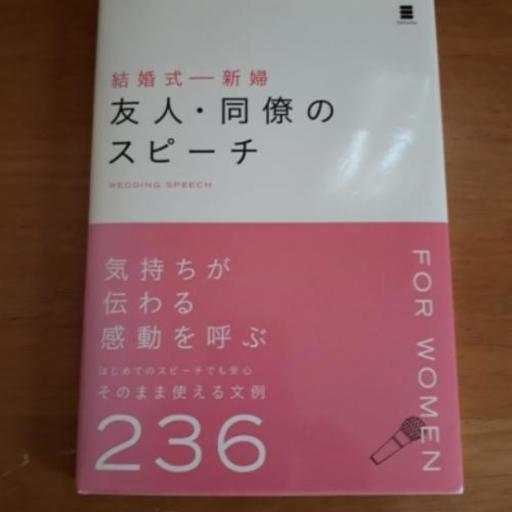 結婚式―新婦
友人・同僚の
スピーチ
WEDDING SPEECH
気持ちが
伝わる
感動を呼ぶ
はじめてのスピーチでも安心
そのまま使える文例
236
FOR WOMEN